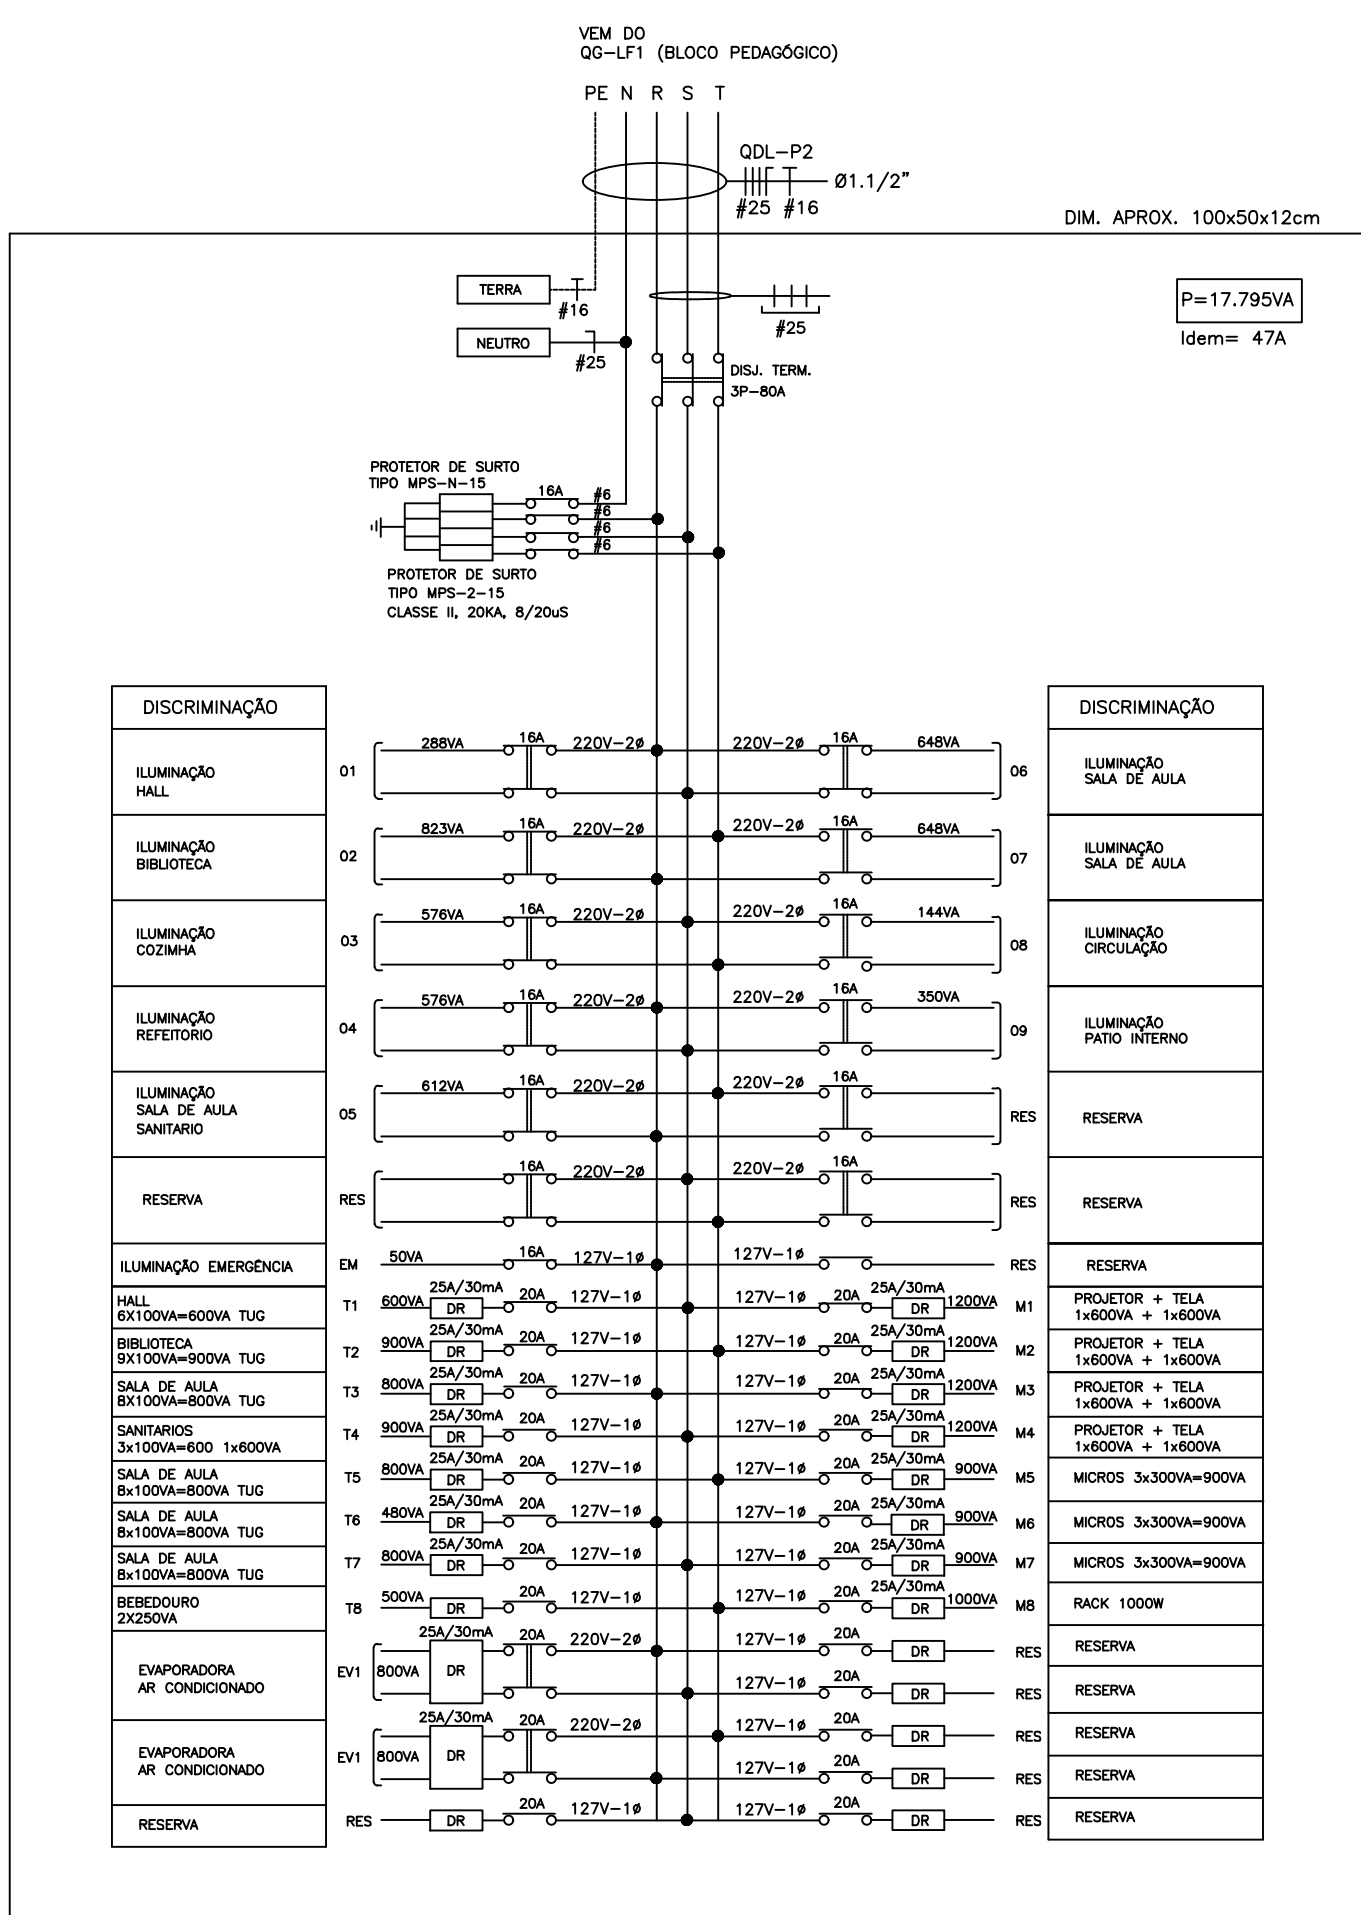 VEM DO
QG-LF1 (BLOCO PEDAGÓGICO)
PE N R S T
QDL-P2
Ø1.1/2"
#25 #16
DIM. APROX. 100x50x12cm
TERRA
#16
NEUTRO
#25
#25
P=17.795VA
Idem= 47A
DISJ. TERM.
3P-80A
PROTETOR DE SURTO
TIPO MPS-N-15
16A
#6
#6
#6
#6
PROTETOR DE SURTO
TIPO MPS-2-15
CLASSE II, 20KA, 8/20uS
DISCRIMINAÇÃO
DISCRIMINAÇÃO
ILUMINAÇÃO
HALL
01 288VA 16A 220V-2ø 220V-2ø 16A 648VA 06
ILUMINAÇÃO
SALA DE AULA
ILUMINAÇÃO
BIBLIOTECA
02 823VA 16A 220V-2ø 220V-2ø 16A 648VA 07
ILUMINAÇÃO
SALA DE AULA
ILUMINAÇÃO
COZIMHA
03 576VA 16A 220V-2ø 220V-2ø 16A 144VA 08
ILUMINAÇÃO
CIRCULAÇÃO
ILUMINAÇÃO
REFEITORIO
04 576VA 16A 220V-2ø 220V-2ø 16A 350VA 09
ILUMINAÇÃO
PATIO INTERNO
ILUMINAÇÃO
SALA DE AULA
SANITARIO
05 612VA 16A 220V-2ø 220V-2ø 16A RES
RESERVA
RESERVA
RES 16A 220V-2ø 220V-2ø 16A RES
RESERVA
ILUMINAÇÃO EMERGÊNCIA
EM 50VA 16A 127V-1ø 127V-1ø RES
RESERVA
HALL
6X100VA=600VA TUG
T1 600VA 25A/30mA DR 20A 127V-1ø 127V-1ø 20A 25A/30mA DR 1200VA M1
PROJETOR + TELA
1x600VA + 1x600VA
BIBLIOTECA
9X100VA=900VA TUG
T2 900VA 25A/30mA DR 20A 127V-1ø 127V-1ø 20A 25A/30mA DR 1200VA M2
PROJETOR + TELA
1x600VA + 1x600VA
SALA DE AULA
8X100VA=800VA TUG
T3 800VA 25A/30mA DR 20A 127V-1ø 127V-1ø 20A 25A/30mA DR 1200VA M3
PROJETOR + TELA
1x600VA + 1x600VA
SANITARIOS
3x100VA=600 1x600VA
T4 900VA 25A/30mA DR 20A 127V-1ø 127V-1ø 20A 25A/30mA DR 1200VA M4
PROJETOR + TELA
1x600VA + 1x600VA
SALA DE AULA
8x100VA=800VA TUG
T5 800VA 25A/30mA DR 20A 127V-1ø 127V-1ø 20A 25A/30mA DR 900VA M5
MICROS 3x300VA=900VA
SALA DE AULA
8x100VA=800VA TUG
T6 480VA 25A/30mA DR 20A 127V-1ø 127V-1ø 20A 25A/30mA DR 900VA M6
MICROS 3x300VA=900VA
SALA DE AULA
8x100VA=800VA TUG
T7 800VA 25A/30mA DR 20A 127V-1ø 127V-1ø 20A 25A/30mA DR 900VA M7
MICROS 3x300VA=900VA
BEBEDOURO
2X250VA
T8 500VA DR 20A 127V-1ø 127V-1ø 20A 25A/30mA DR 1000VA M8
RACK 1000W
EVAPORADORA
AR CONDICIONADO
EV1 800VA 25A/30mA DR 20A 220V-2ø 127V-1ø 20A DR RES
RESERVA
127V-1ø 20A DR RES
RESERVA
EVAPORADORA
AR CONDICIONADO
EV1 800VA 25A/30mA DR 20A 220V-2ø 127V-1ø 20A DR RES
RESERVA
127V-1ø 20A DR RES
RESERVA
RESERVA
RES DR 20A 127V-1ø 127V-1ø 20A DR RES
RESERVA